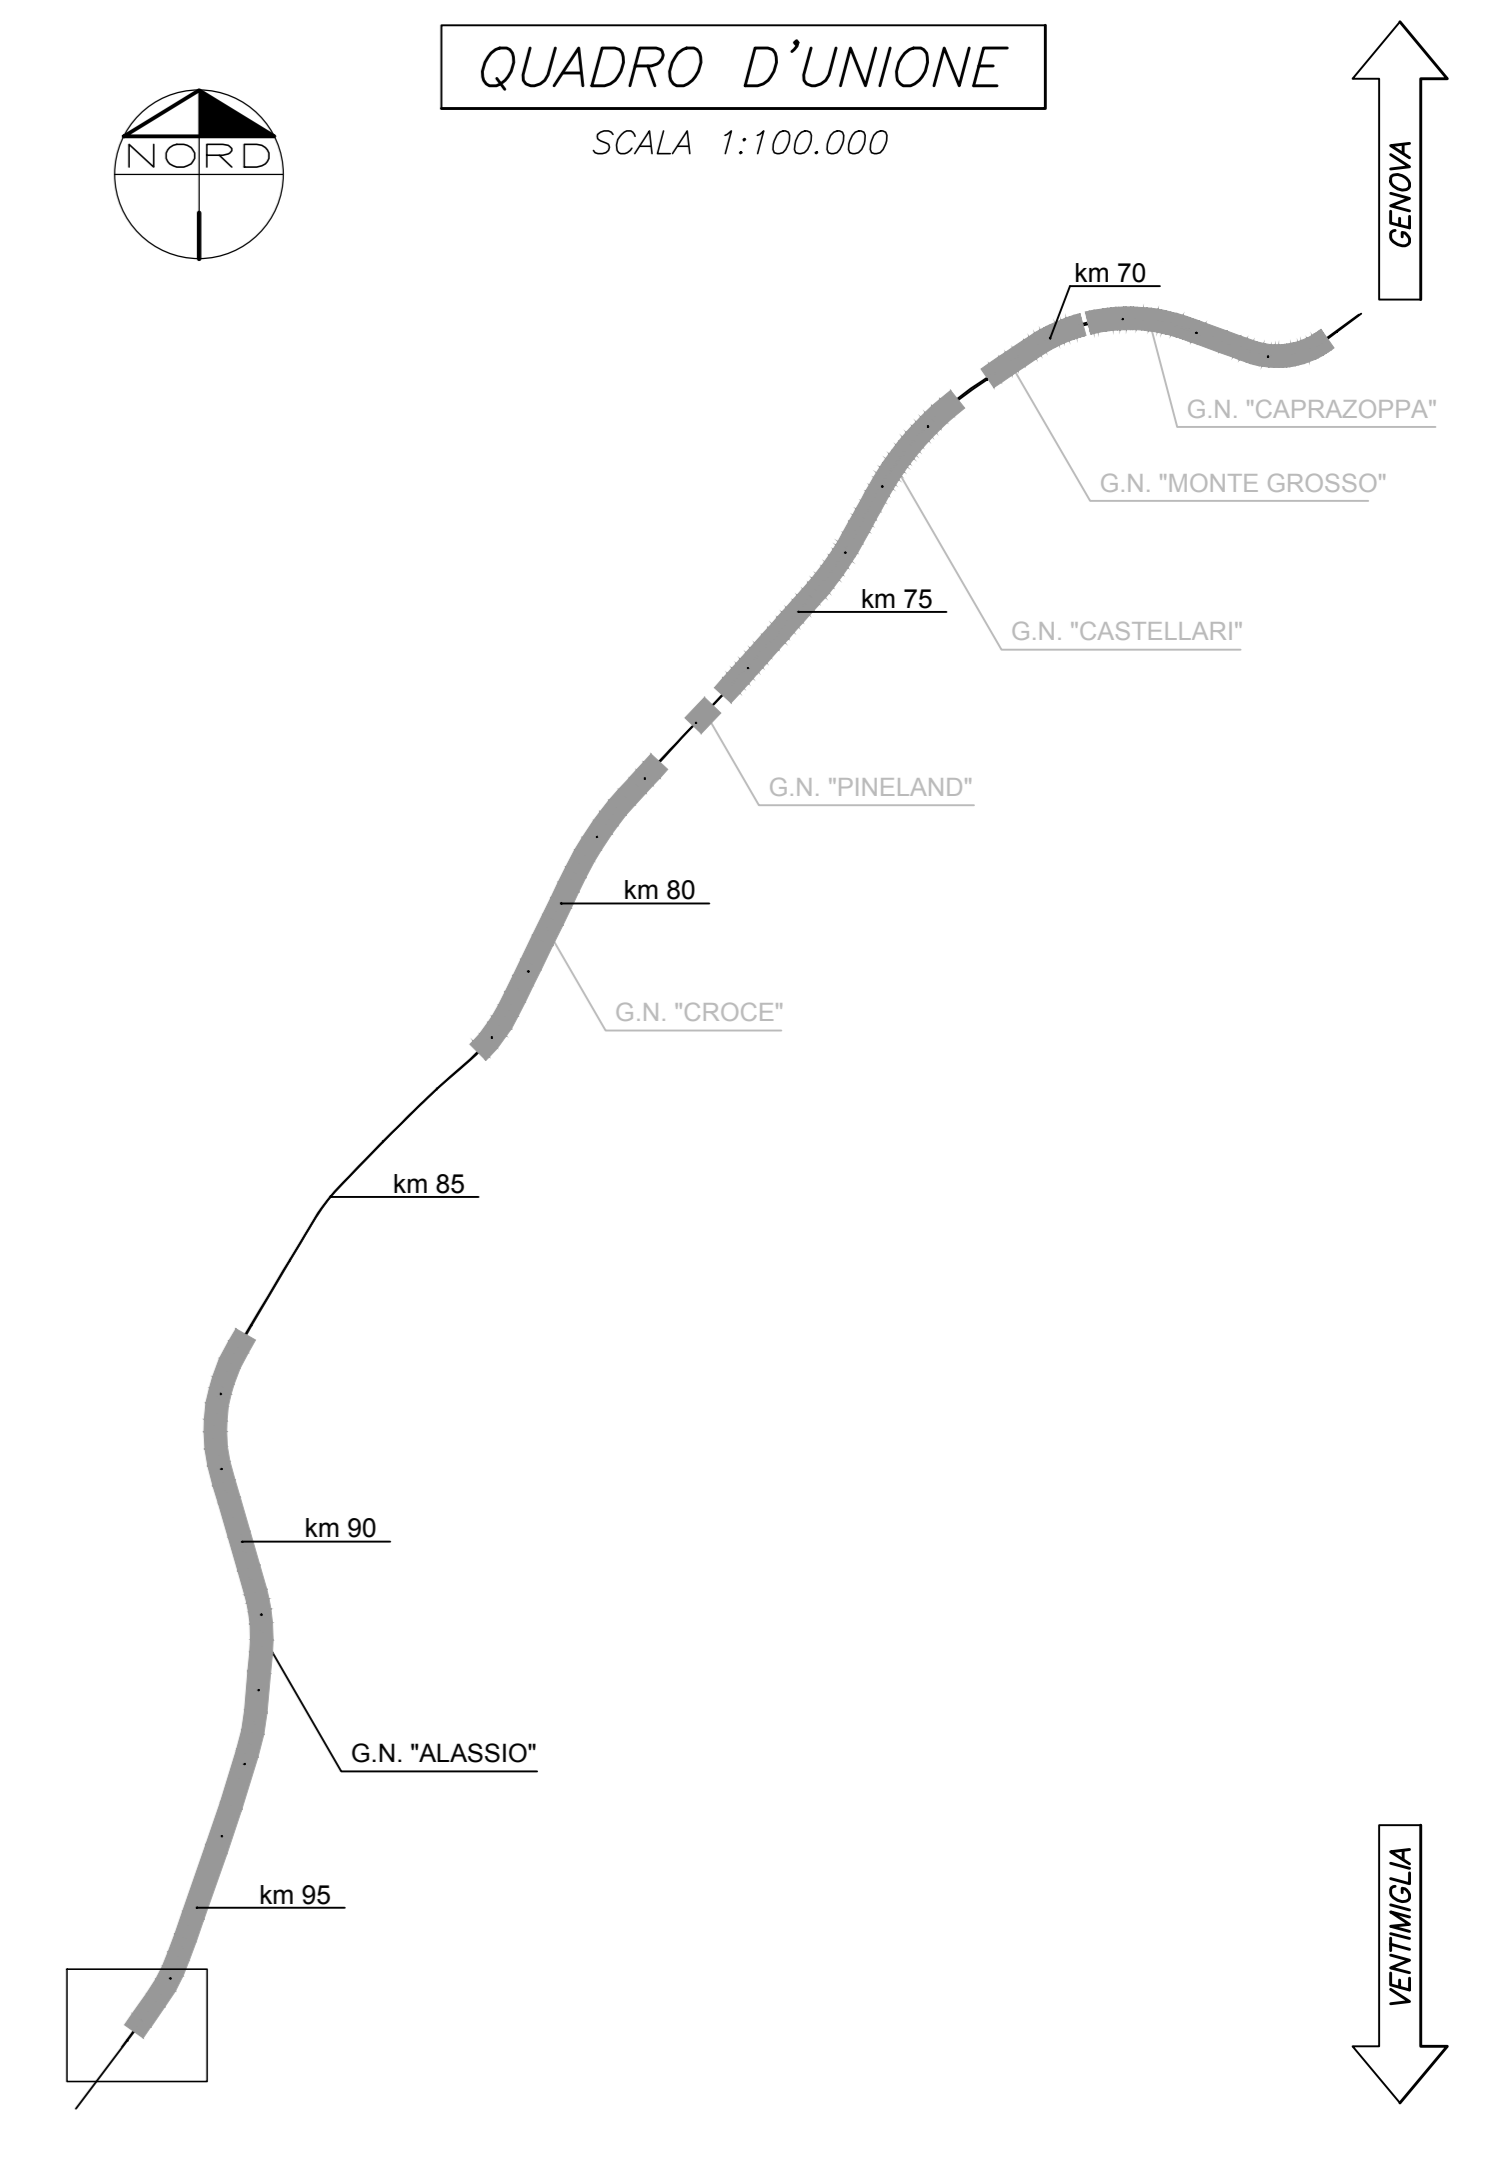 QUADRO D'UNIONE
SCALA 1:100.000
NORD
GENOVA
km 70
G.N. "CAPRAZOPPA"
G.N. "MONTE GROSSO"
km 75
G.N. "CASTELLARI"
G.N. "PINELAND"
km 80
G.N. "CROCE"
km 85
km 90
G.N. "ALASSIO"
km 95
VENTIMIGLIA